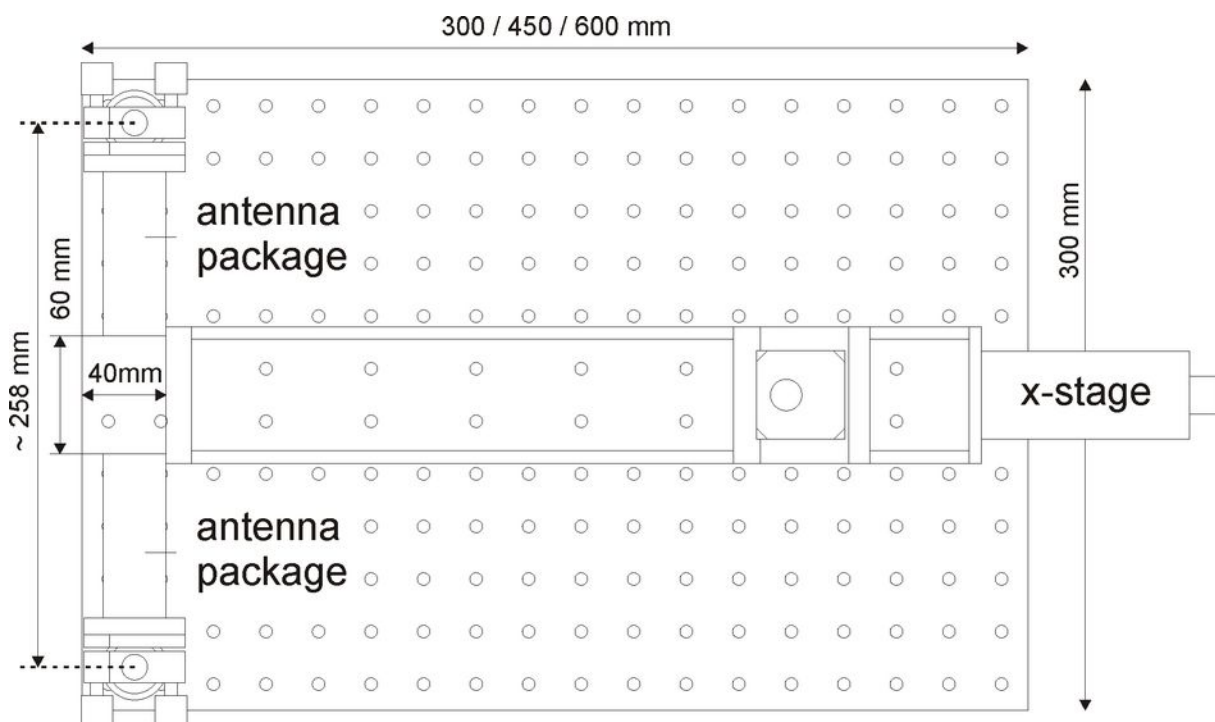 300 / 450 / 600 mm
antenna
package
60 mm
300 mm
~ 258 mm
40mm
x-stage
antenna
package